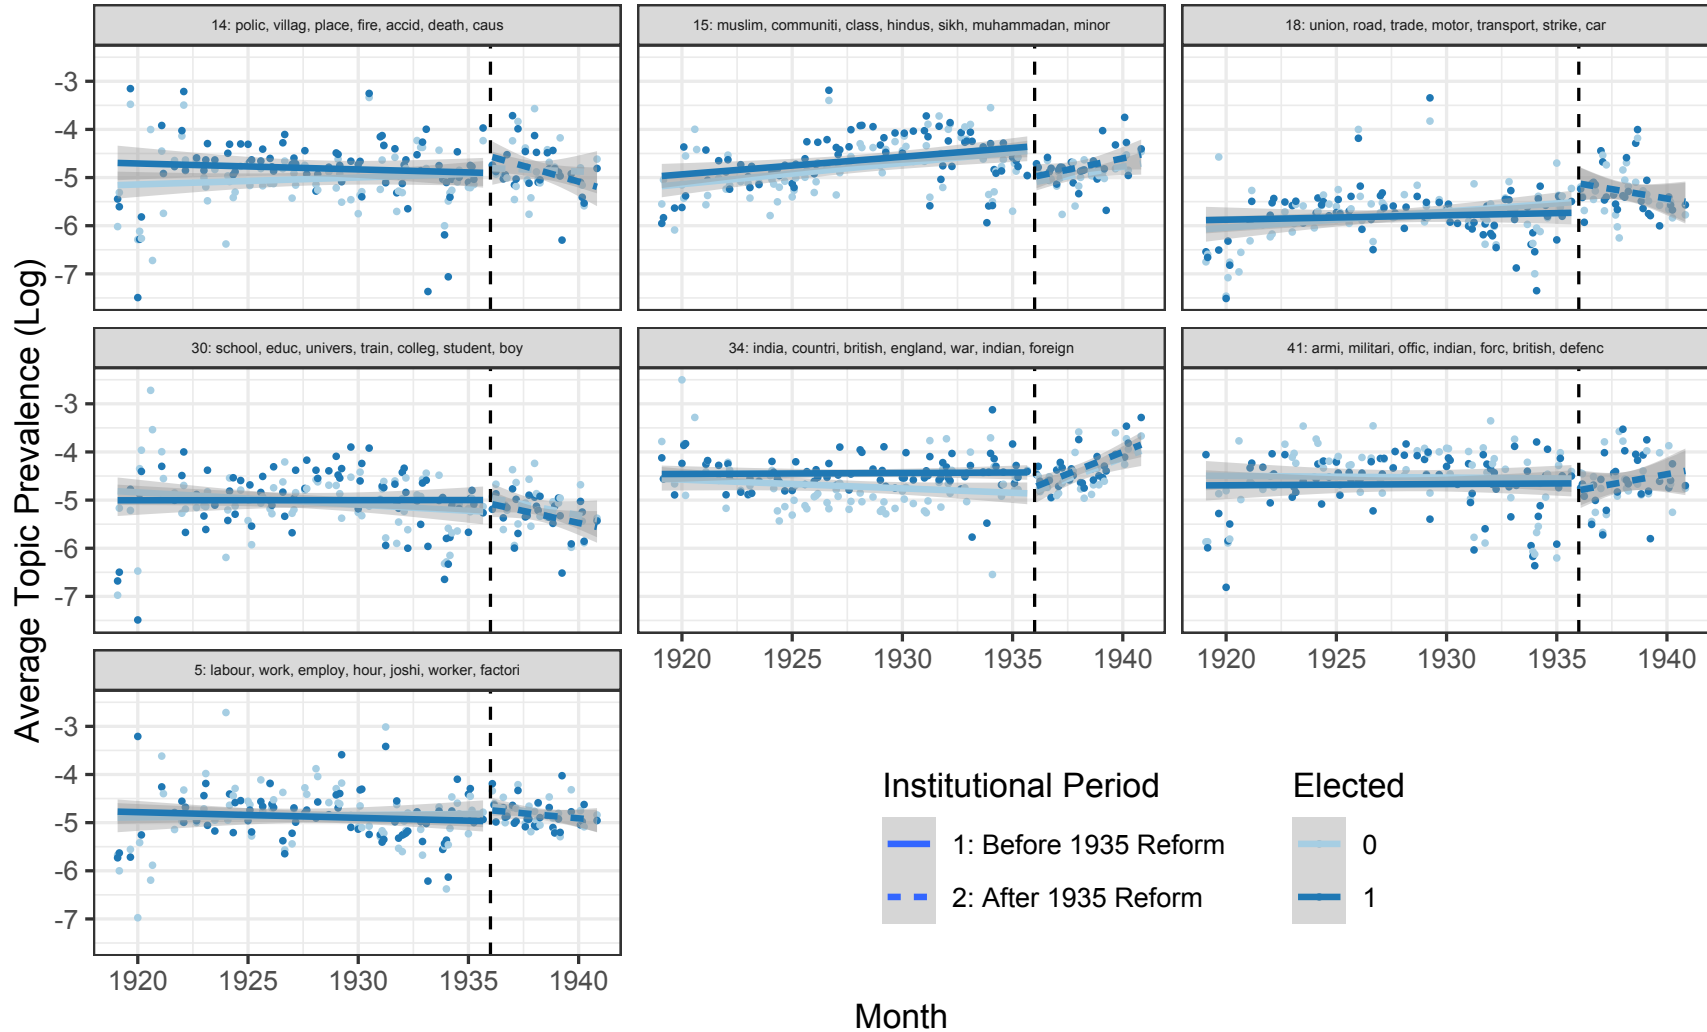 14: polic, villag, place, fire, accid, death, caus
15: muslim, communiti, class, hindus, sikh, muhammadan, minor
18: union, road, trade, motor, transport, strike, car
-3
-4
-5
-6
-7
30: school, educ, univers, train, colleg, student, boy
34: india, countri, british, england, war, indian, foreign
41: armi, militari, offic, indian, forc, british, defenc
-3
-4
-5
-6
-7
1920 1925 1930 1935 1940
1920 1925 1930 1935 1940
5: labour, work, employ, hour, joshi, worker, factori
-3
-4
-5
-6
-7
1920 1925 1930 1935 1940
Average Topic Prevalence (Log)
Month
Institutional Period
1: Before 1935 Reform
2: After 1935 Reform
Elected
0
1